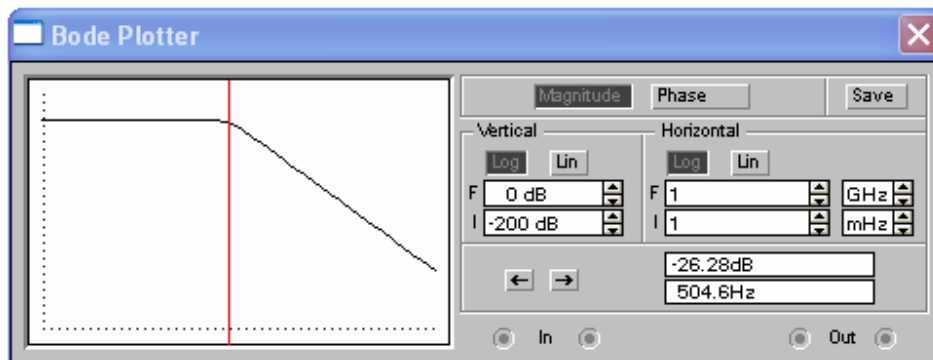 Bode Plotter
Magnitude Phase Save
Vertical Horizontal
Log Lin Log Lin
F 0 dB F 1 GHz
I -200 dB I 1 mHz
← → -26.28dB
504.6Hz
In Out